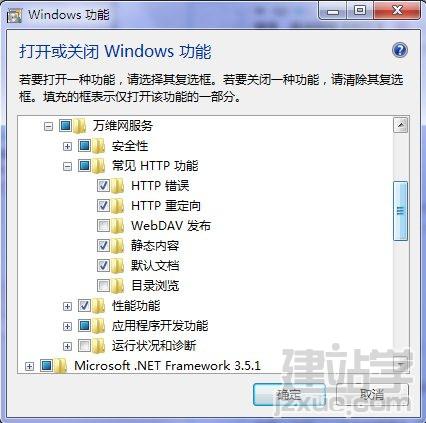 Windows 功能
打开或关闭 Windows 功能
若要打开一种功能，请选择其复选框。若要关闭一种功能，请清除其复选
框。填充的框表示仅打开该功能的一部分。
万维网服务
安全性
常见 HTTP 功能
HTTP 错误
HTTP 重定向
WebDAV 发布
静态内容
默认文档
目录浏览
性能功能
应用程序开发功能
运行状况和诊断
Microsoft .NET Framework 3.5.1
确定
取消
建站学
jzxue.com